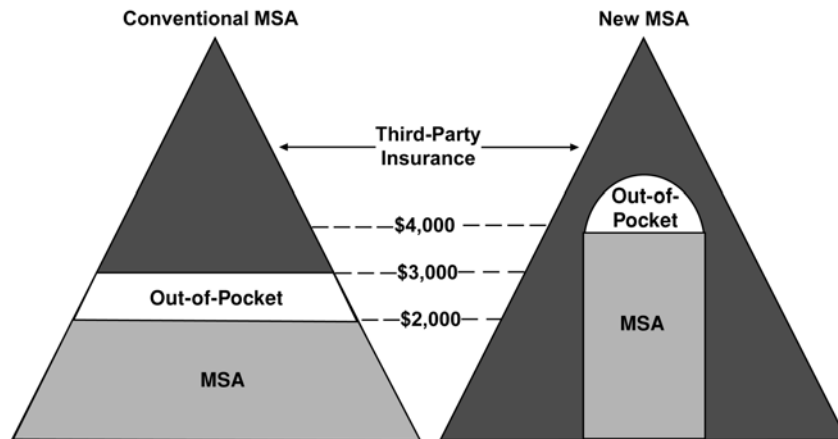 Conventional MSA
New MSA
Third-Party
Insurance
Out-of-
Pocket
$4,000
$3,000
Out-of-Pocket
$2,000
MSA
MSA